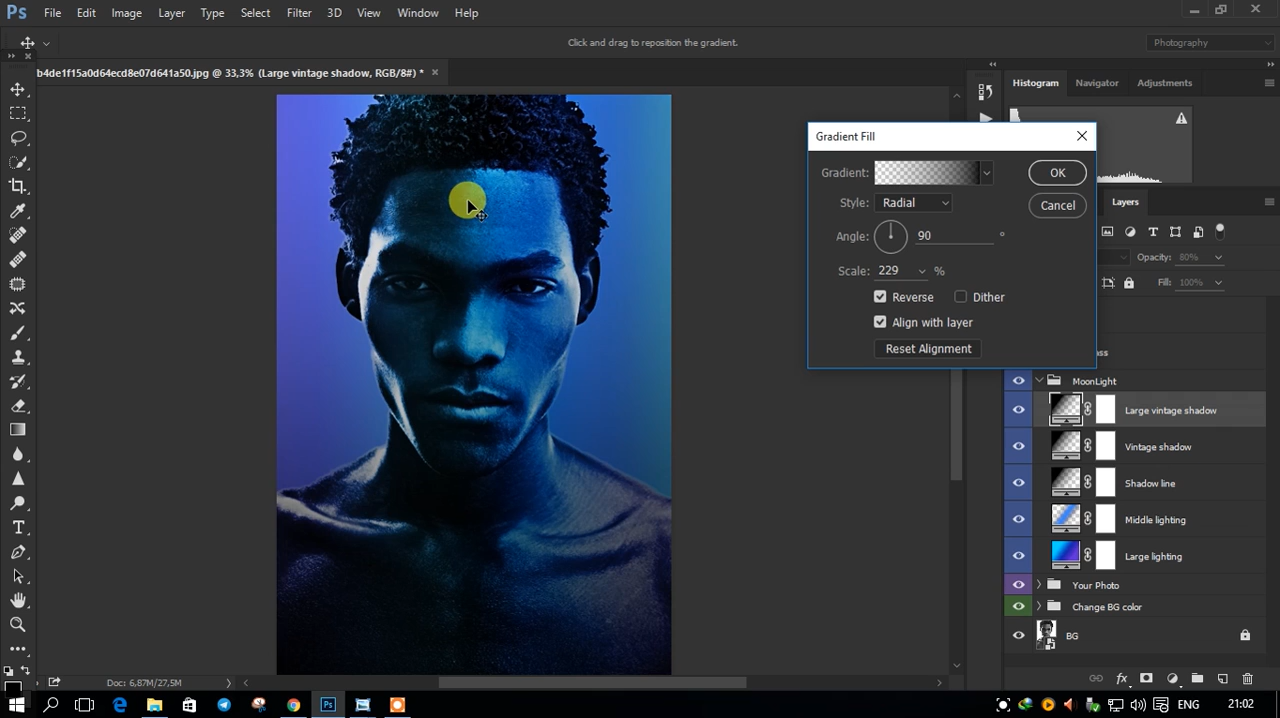 Ps File Edit Image Layer Type Select Filter 3D View Window Help
Click and drag to reposition the gradient.
Photography
b4de1f15a0d64ecd8e07d641a50.jpg @ 33,3% (Large vintage shadow, RGB/8#) *
Histogram Navigator Adjustments
Gradient Fill
Gradient:
OK
Style: Radial
Cancel
Angle: 90 °
Scale: 229 %
Reverse Dither
Align with layer
Reset Alignment
Layers
Opacity: 80%
Fill: 100%
MoonLight
Large vintage shadow
Vintage shadow
Shadow line
Middle lighting
Large lighting
Your Photo
Change BG color
BG
Doc: 6,87M/27,5M
fx
Ps
ENG 21:02